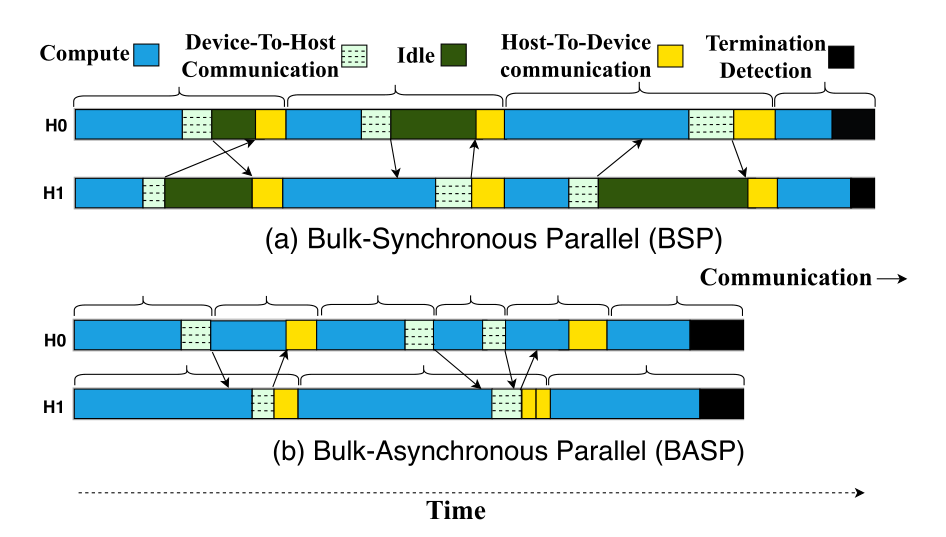 Compute
Device-To-Host
Communication
Idle
Host-To-Device
communication
Termination
Detection
H0
H1
(a) Bulk-Synchronous Parallel (BSP)
Communication
H0
H1
(b) Bulk-Asynchronous Parallel (BASP)
Time